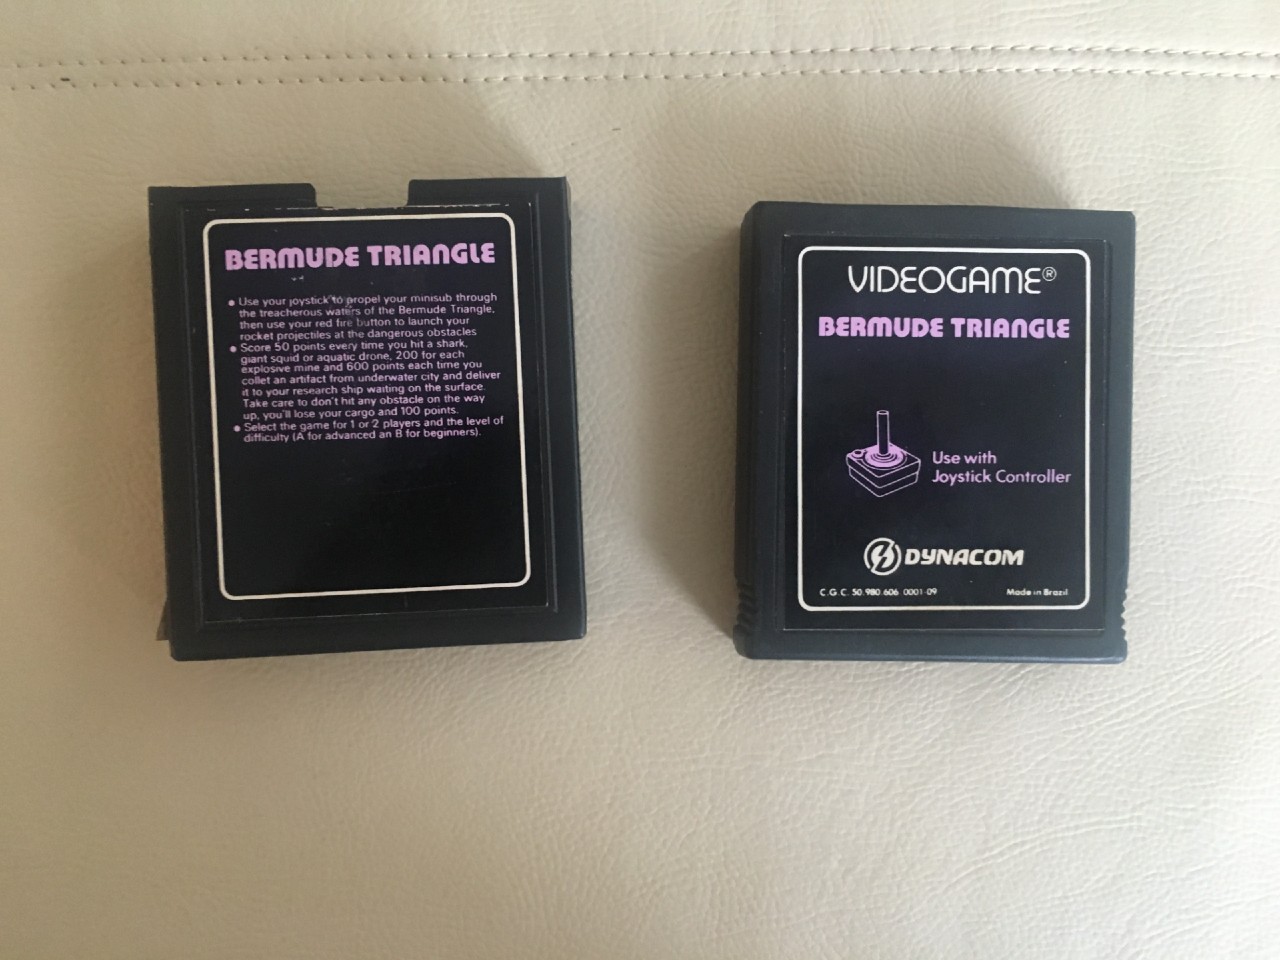 BERMUDE TRIANGLE
• Use your joystick to propel your minisub through
the treacherous waters of the Bermude Triangle,
then use your red fire button to launch your
rocket projectiles at the dangerous obstacles
• Score 50 points every time you hit a shark,
giant squid or aquatic drone, 200 for each
explosive mine and 600 points each time you
collet an artifact from underwater city and deliver
it to your research ship waiting on the surface.
Take care to don't hit any obstacle on the way
up, you'll lose your cargo and 100 points.
• Select the game for 1 or 2 players and the level of
difficulty (A for advanced an B for beginners).
VIDEOGAME®
BERMUDE TRIANGLE
Use with
Joystick Controller
DYNACOM
C.G.C. 50.980.606 0001-09 Made in Brazil